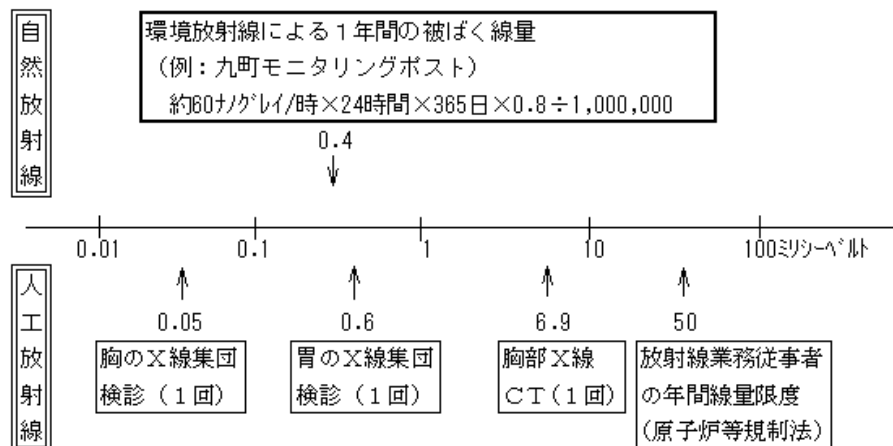 自然放射線
環境放射線による１年間の被ばく線量
（例：九町モニタリングポスト）
約60ﾅﾉｸﾞﾚｲ/時×24時間×365日×0.8÷1,000,000
0.4
↓
0.01 0.1 1 10 100ﾐﾘｼｰﾍﾞﾙﾄ
人工放射線
↑ ↑ ↑ ↑
0.05 0.6 6.9 50
胸のＸ線集団
検診（１回）
胃のＸ線集団
検診（１回）
胸部Ｘ線
ＣＴ(１回)
放射線業務従事者
の年間線量限度
(原子炉等規制法)